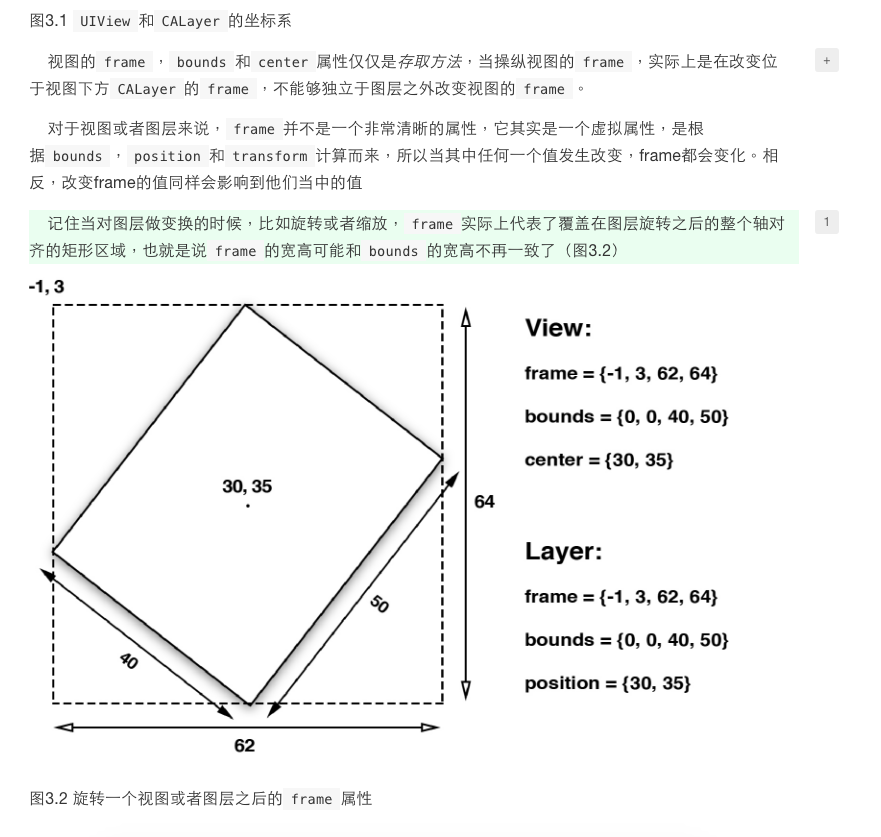 图3.1 UIView 和 CALayer 的坐标系
视图的 frame ，bounds 和 center 属性仅仅是存取方法，当操纵视图的 frame ，实际上是在改变位
+
于视图下方 CALayer 的 frame ，不能够独立于图层之外改变视图的 frame 。
对于视图或者图层来说，frame 并不是一个非常清晰的属性，它其实是一个虚拟属性，是根
据 bounds ， position 和 transform 计算而来，所以当其中任何一个值发生改变，frame都会变化。相
反，改变frame的值同样会影响到他们当中的值
记住当对图层做变换的时候，比如旋转或者缩放， frame 实际上代表了覆盖在图层旋转之后的整个轴对
1
齐的矩形区域，也就是说 frame 的宽高可能和 bounds 的宽高不再一致了（图3.2）
-1, 3
View:
frame = {-1, 3, 62, 64}
bounds = {0, 0, 40, 50}
center = {30, 35}
30, 35
64
Layer:
frame = {-1, 3, 62, 64}
50
bounds = {0, 0, 40, 50}
40
position = {30, 35}
62
图3.2 旋转一个视图或者图层之后的 frame 属性